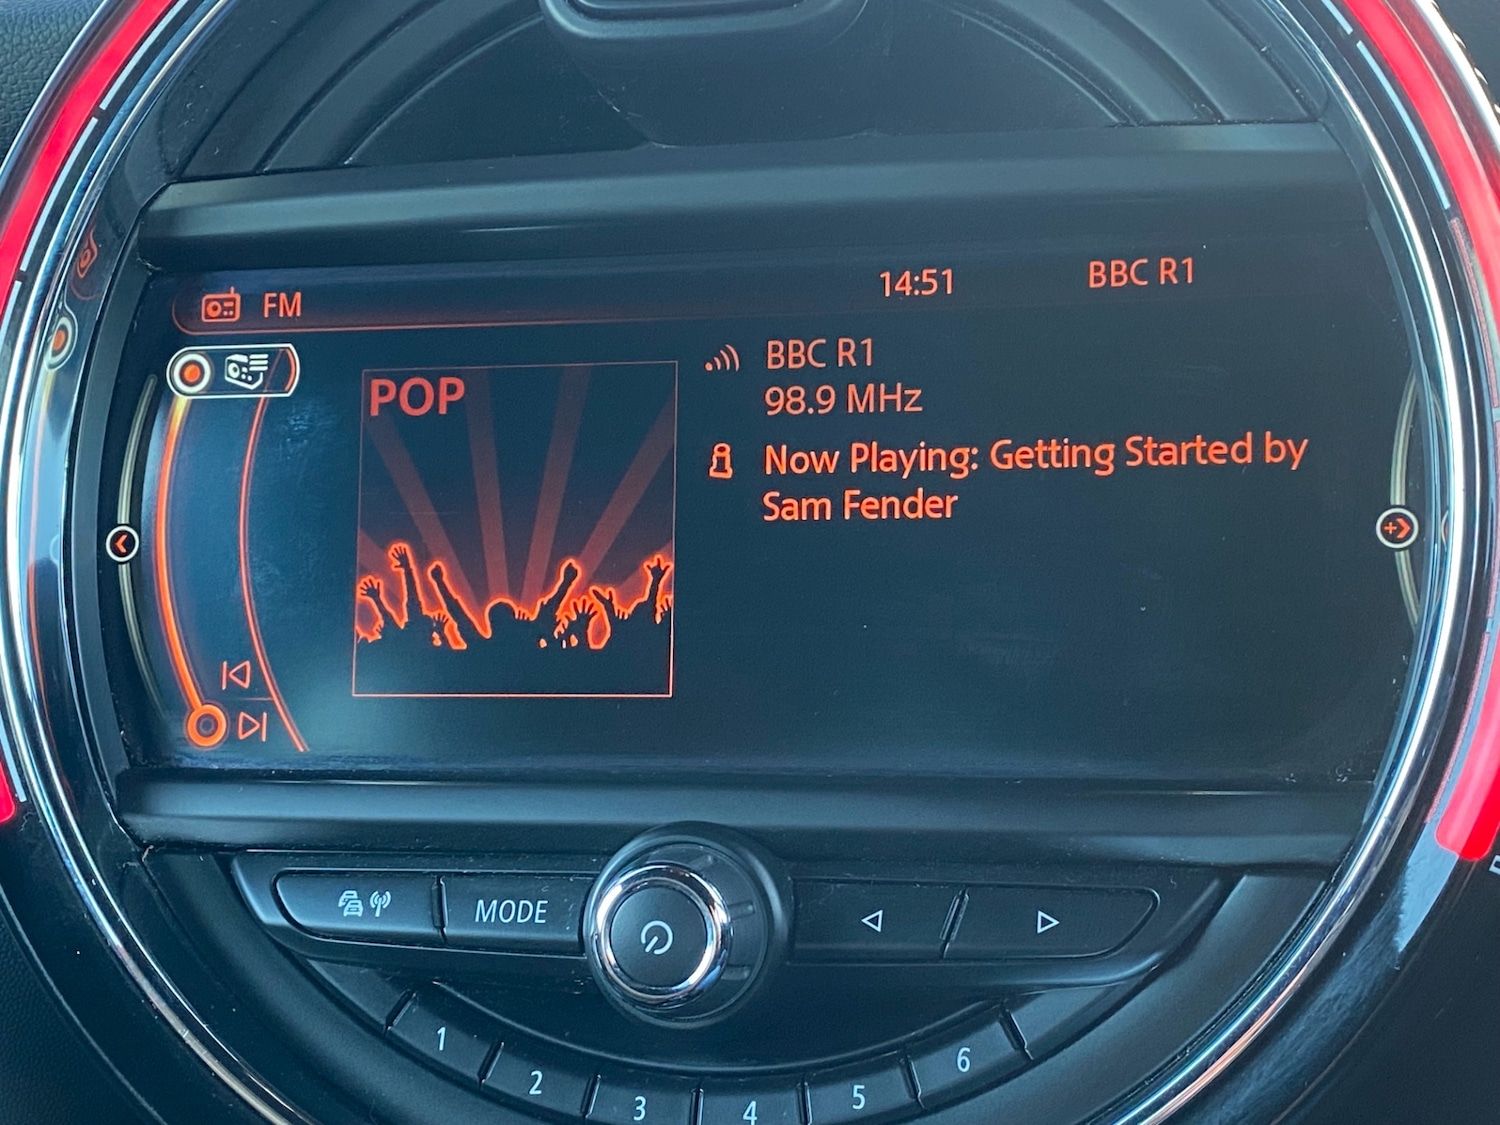 FM
14:51
BBC R1
POP
BBC R1
98.9 MHz
Now Playing: Getting Started by
Sam Fender
MODE
1
2
3
4
5
6